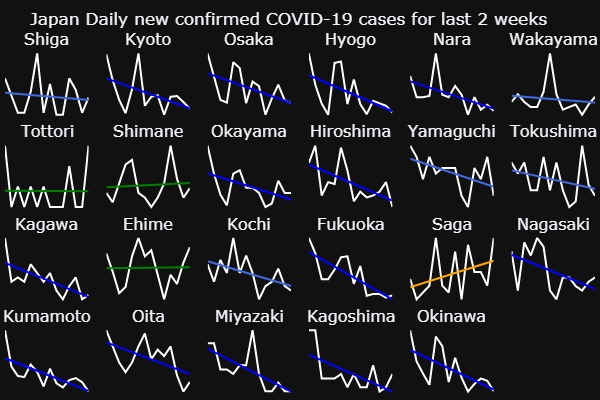 Japan Daily new confirmed COVID-19 cases for last 2 weeks
Shiga Kyoto Osaka Hyogo Nara Wakayama
Tottori Shimane Okayama Hiroshima Yamaguchi Tokushima
Kagawa Ehime Kochi Fukuoka Saga Nagasaki
Kumamoto Oita Miyazaki Kagoshima Okinawa